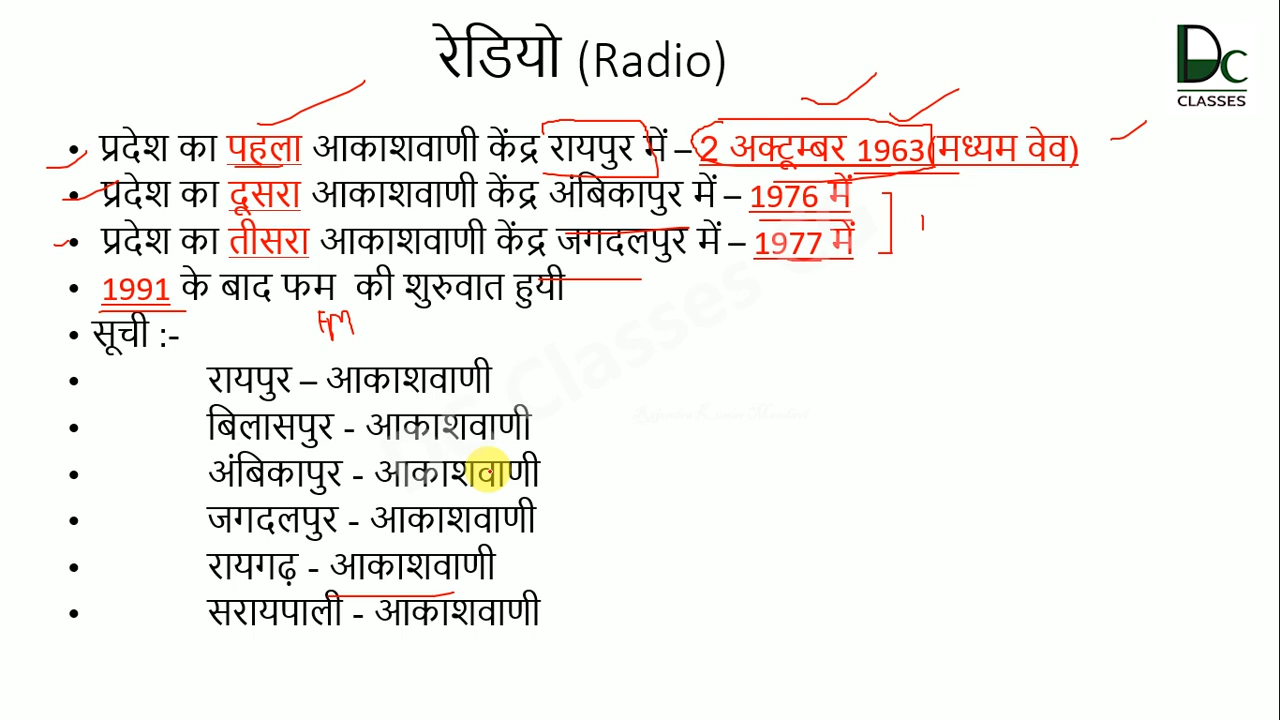 रेडियो (Radio)
DC
CLASSES
• प्रदेश का पहला आकाशवाणी केंद्र रायपुर में – 2 अक्टूम्बर 1963(मध्यम वेव)
• प्रदेश का दूसरा आकाशवाणी केंद्र अंबिकापुर में – 1976 में
• प्रदेश का तीसरा आकाशवाणी केंद्र जगदलपुर में – 1977 में
• 1991 के बाद फम की शुरुवात हुयी
FM
• सूची :-
• रायपुर – आकाशवाणी
• बिलासपुर - आकाशवाणी
• अंबिकापुर - आकाशवाणी
• जगदलपुर - आकाशवाणी
• रायगढ़ - आकाशवाणी
• सरायपाली - आकाशवाणी